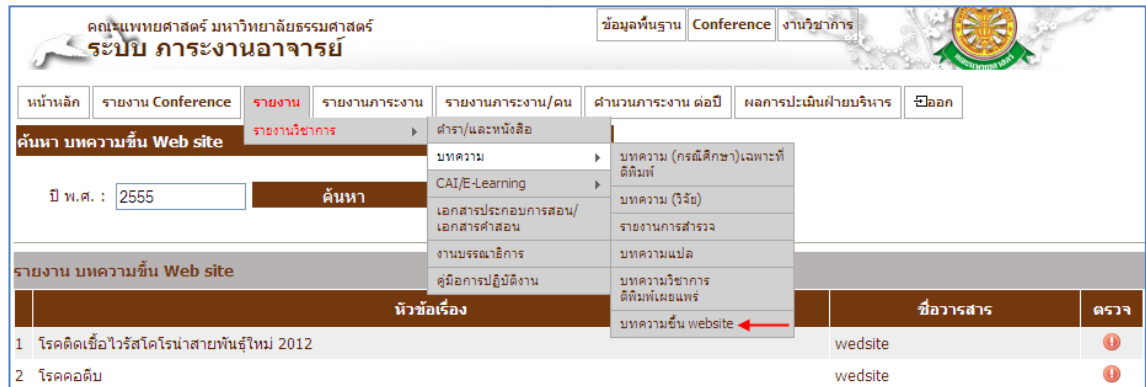 คณะแพทยศาสตร์ มหาวิทยาลัยธรรมศาสตร์
ระบบ ภาระงานอาจารย์
ข้อมูลพื้นฐาน Conference งานวิชาการ
หน้าหลัก รายงาน Conference รายงาน รายงานภาระงาน รายงานภาระงาน/คน คำนวนภาระงาน ต่อปี ผลการประเมินฝ่ายบริหาร ออก
รายงานวิชาการ
ค้นหา บทความขึ้น Web site
ปี พ.ศ. : 2555 ค้นหา
ตำรา/และหนังสือ
บทความ
CAI/E-Learning
เอกสารประกอบการสอน/
เอกสารคำสอน
งานบรรณาธิการ
คู่มือการปฏิบัติงาน
บทความ (กรณีศึกษา)เฉพาะที่
ตีพิมพ์
บทความ (วิจัย)
รายงานการสำรวจ
บทความแปล
บทความวิชาการ
ตีพิมพ์เผยแพร่
บทความขึ้น website
รายงาน บทความขึ้น Web site
หัวข้อเรื่อง ชื่อวารสาร ตรวจ
1 โรคติดเชื้อไวรัสโคโรน่าสายพันธุ์ใหม่ 2012 wedsite
2 โรคคอตีบ wedsite